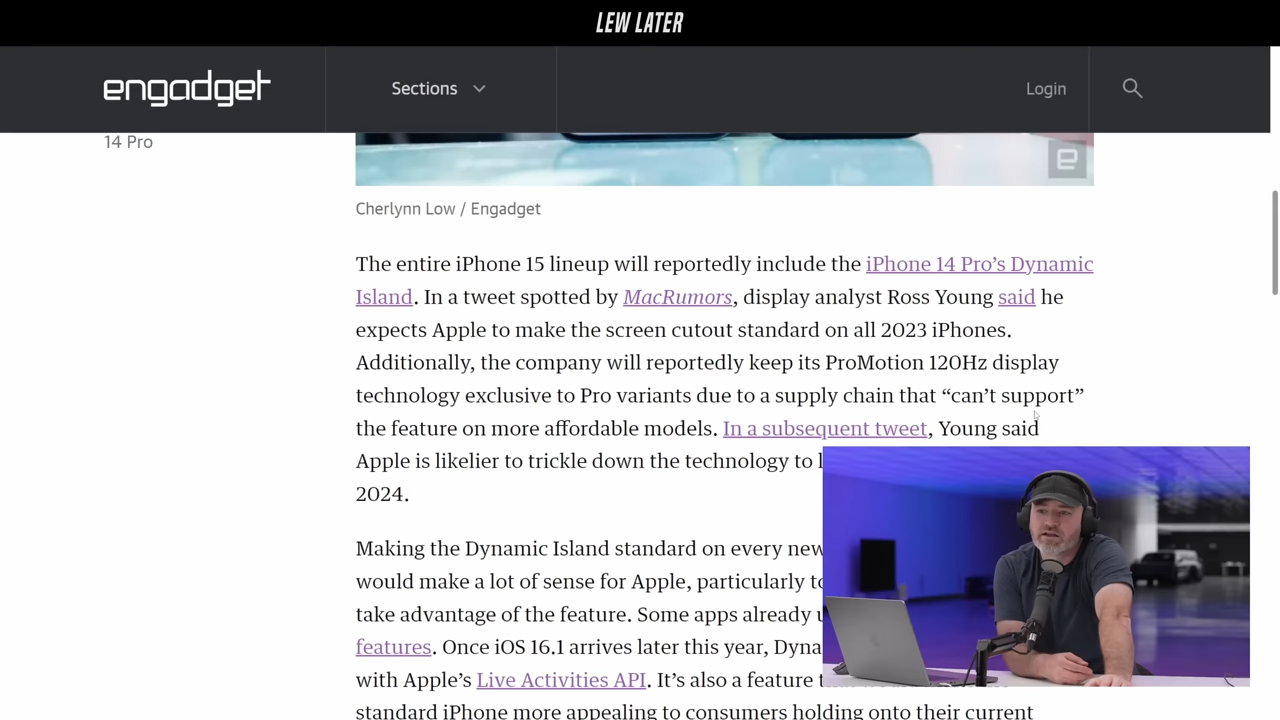 LEW LATER
engadget
Sections
Login
14 Pro
e
Cherlynn Low / Engadget
The entire iPhone 15 lineup will reportedly include the iPhone 14 Pro’s Dynamic
Island. In a tweet spotted by MacRumors, display analyst Ross Young said he
expects Apple to make the screen cutout standard on all 2023 iPhones.
Additionally, the company will reportedly keep its ProMotion 120Hz display
technology exclusive to Pro variants due to a supply chain that “can’t support”
the feature on more affordable models. In a subsequent tweet, Young said
Apple is likelier to trickle down the technology to
2024.
Making the Dynamic Island standard on every new
would make a lot of sense for Apple, particularly
take advantage of the feature. Some apps already
features. Once iOS 16.1 arrives later this year,
with Apple’s Live Activities API. It’s also a feature
standard iPhone more appealing to consumers holding onto their current